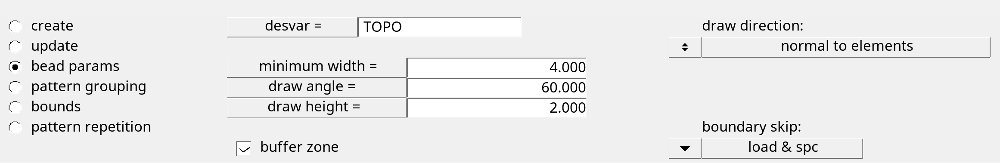 create
update
bead params
pattern grouping
bounds
pattern repetition
desvar = TOPO
minimum width = 4.000
draw angle = 60.000
draw height = 2.000
buffer zone
draw direction:
normal to elements
boundary skip:
load & spc